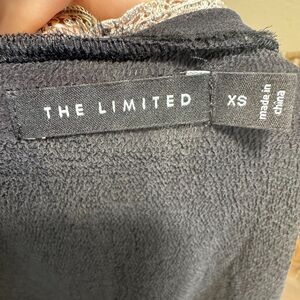 THE LIMITED
XS
made in
china